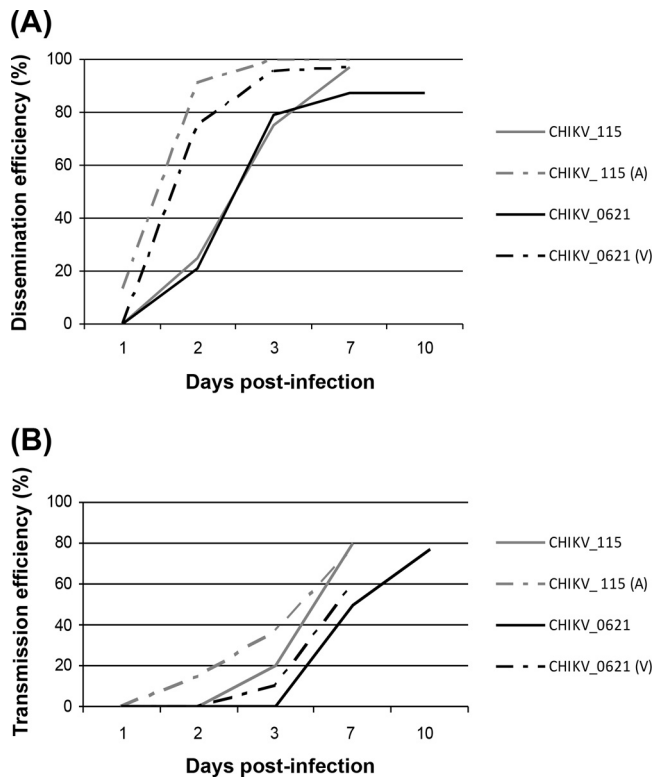 (A)
Dissemination efficiency (%)
100
80
60
40
20
0
1 2 3 7 10
Days post-infection
CHIKV_115
CHIKV_ 115 (A)
CHIKV_0621
CHIKV_0621 (V)
(B)
Transmission efficiency (%)
100
80
60
40
20
0
1 2 3 7 10
Days post-infection
CHIKV_115
CHIKV_ 115 (A)
CHIKV_0621
CHIKV_0621 (V)